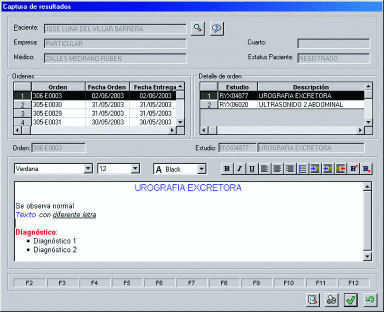 Captura de resultados
Paciente: JOSE LUNA DEL VILLAR BARRERA
Empresa: PARTICULAR Cuarto:
Médico: ZALLES MEDRANO RUBEN Estatus Paciente: REGISTRADO
Ordenes
Orden Fecha Orden Fecha Entrega
1 306-E0003 02/06/2003 02/06/2003
2 305-E0030 31/05/2003 31/05/2003
3 305-E0029 31/05/2003 31/05/2003
4 305-E0031 30/05/2003 30/05/2003
Detalle de orden
Estudio Descripción
1 RYX04877 UROGRAFIA EXCRETORA
2 RYX06020 ULTRASONIDO 2 ABDOMINAL
Orden: 306-E0003 Estudio: RYX04877 UROGRAFIA EXCRETORA
Verdana 12 A Black B I U
UROGRAFIA EXCRETORA
Se observa normal
Texto con diferente letra
Diagnóstico:
• Diagnóstico 1
• Diagnóstico 2
F2 F3 F4 F5 F6 F7 F8 F9 F10 F11 F12